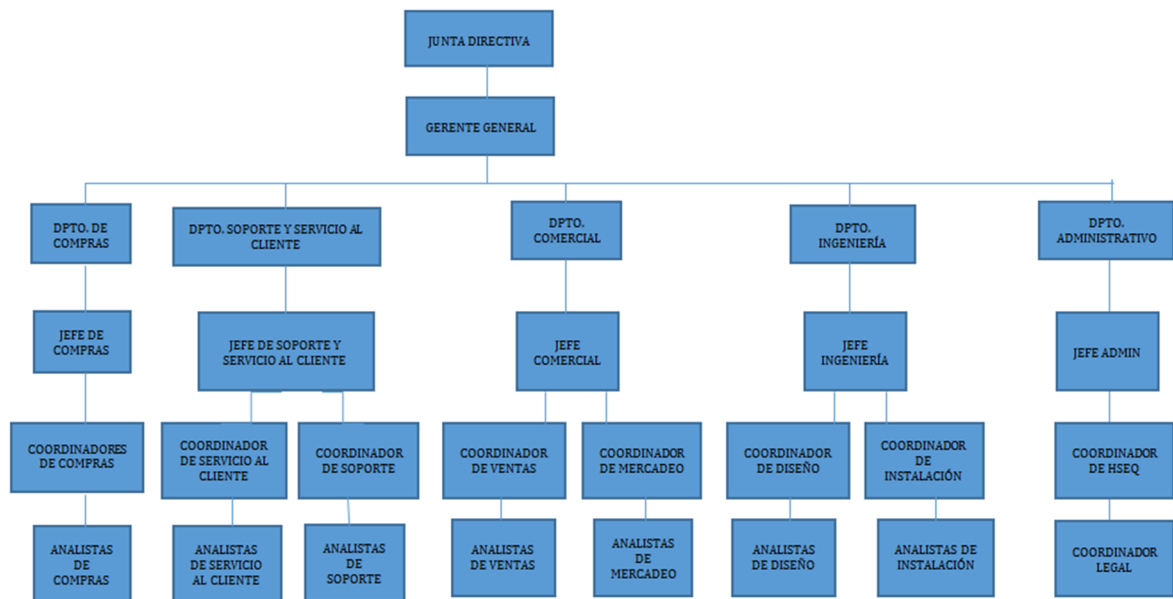 JUNTA DIRECTIVA
GERENTE GENERAL
DPTO. DE
COMPRAS
DPTO. SOPORTE Y SERVICIO AL
CLIENTE
DPTO.
COMERCIAL
DPTO.
INGENIERÍA
DPTO.
ADMINISTRATIVO
JEFE DE
COMPRAS
JEFE DE SOPORTE Y
SERVICIO AL CLIENTE
JEFE
COMERCIAL
JEFE
INGENIERÍA
JEFE ADMIN
COORDINADORES
DE COMPRAS
COORDINADOR
DE SERVICIO AL
CLIENTE
COORDINADOR
DE SOPORTE
COORDINADOR
DE VENTAS
COORDINADOR
DE MERCADEO
COORDINADOR
DE DISEÑO
COORDINADOR
DE
INSTALACIÓN
COORDINADOR
DE HSEQ
ANALISTAS
DE
COMPRAS
ANALISTAS
DE SERVICIO
AL CLIENTE
ANALISTAS
DE
SOPORTE
ANALISTAS
DE VENTAS
ANALISTAS
DE
MERCADEO
ANALISTAS
DE DISEÑO
ANALISTAS DE
INSTALACIÓN
COORDINADOR
LEGAL